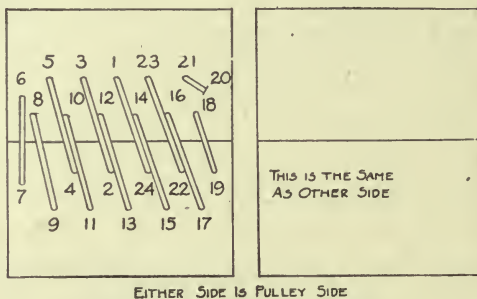 5 3 1 23 21
6 20
8 10 12 14 16 18
4 2 24 22 19
7
9 11 13 15 17
THIS IS THE SAME
AS OTHER SIDE
EITHER SIDE IS PULLEY SIDE